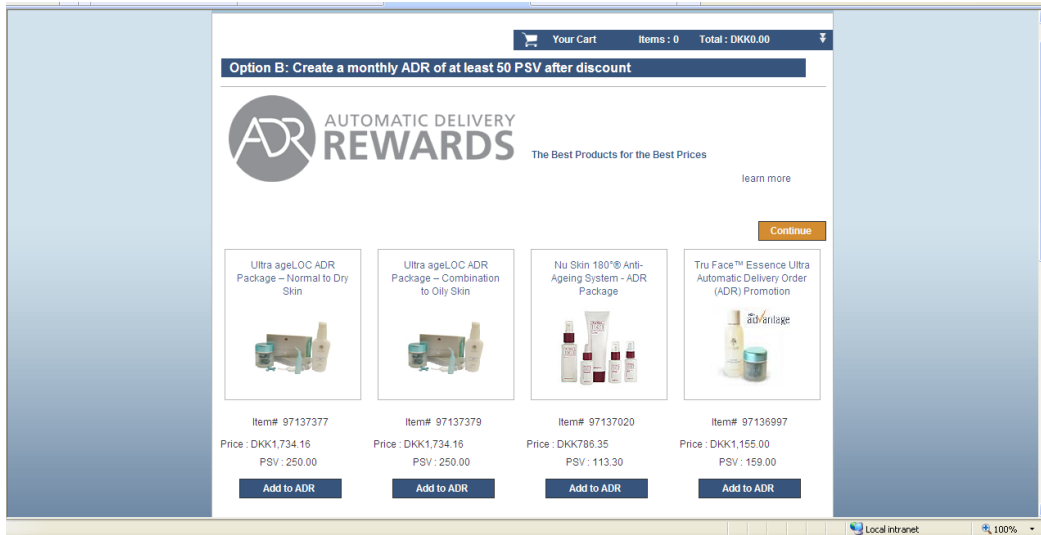 Your Cart Items : 0 Total : DKK0.00
Option B: Create a monthly ADR of at least 50 PSV after discount
ADR
AUTOMATIC DELIVERY
REWARDS
The Best Products for the Best Prices
learn more
Continue
Ultra ageLOC ADR
Package – Normal to Dry
Skin
Ultra ageLOC ADR
Package – Combination
to Oily Skin
Nu Skin 180°® Anti-
Ageing System - ADR
Package
Tru Face™ Essence Ultra
Automatic Delivery Order
(ADR) Promotion
advantage
Item# 97137377
Item# 97137379
Item# 97137020
Item# 97136997
Price : DKK1,734.16
Price : DKK1,734.16
Price : DKK786.35
Price : DKK1,155.00
PSV : 250.00
PSV : 250.00
PSV : 113.30
PSV : 159.00
Add to ADR
Add to ADR
Add to ADR
Add to ADR
Local intranet
100%